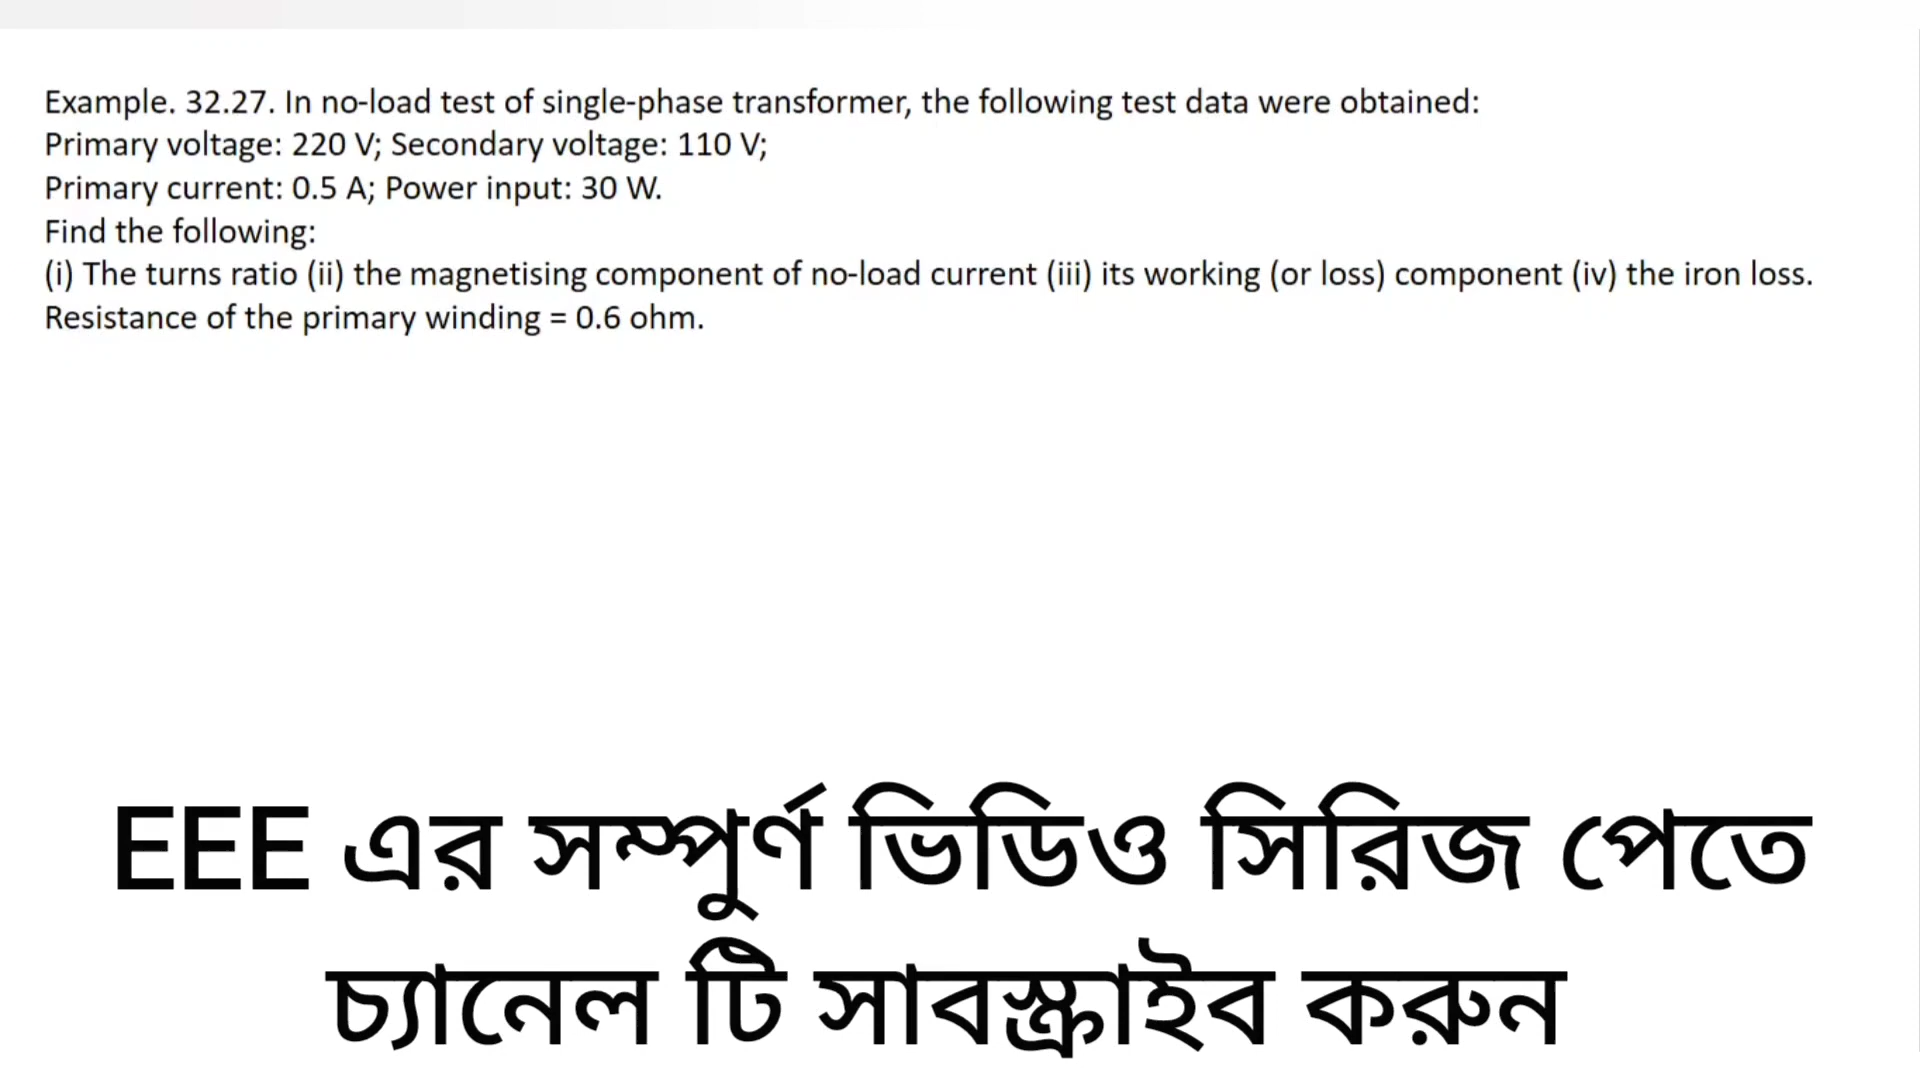 Example. 32.27. In no-load test of single-phase transformer, the following test data were obtained:
Primary voltage: 220 V; Secondary voltage: 110 V;
Primary current: 0.5 A; Power input: 30 W.
Find the following:
(i) The turns ratio (ii) the magnetising component of no-load current (iii) its working (or loss) component (iv) the iron loss.
Resistance of the primary winding = 0.6 ohm.
EEE এর সম্পুর্ণ ভিডিও সিরিজ পেতে
চ্যানেল টি সাবস্ক্রাইব করুন